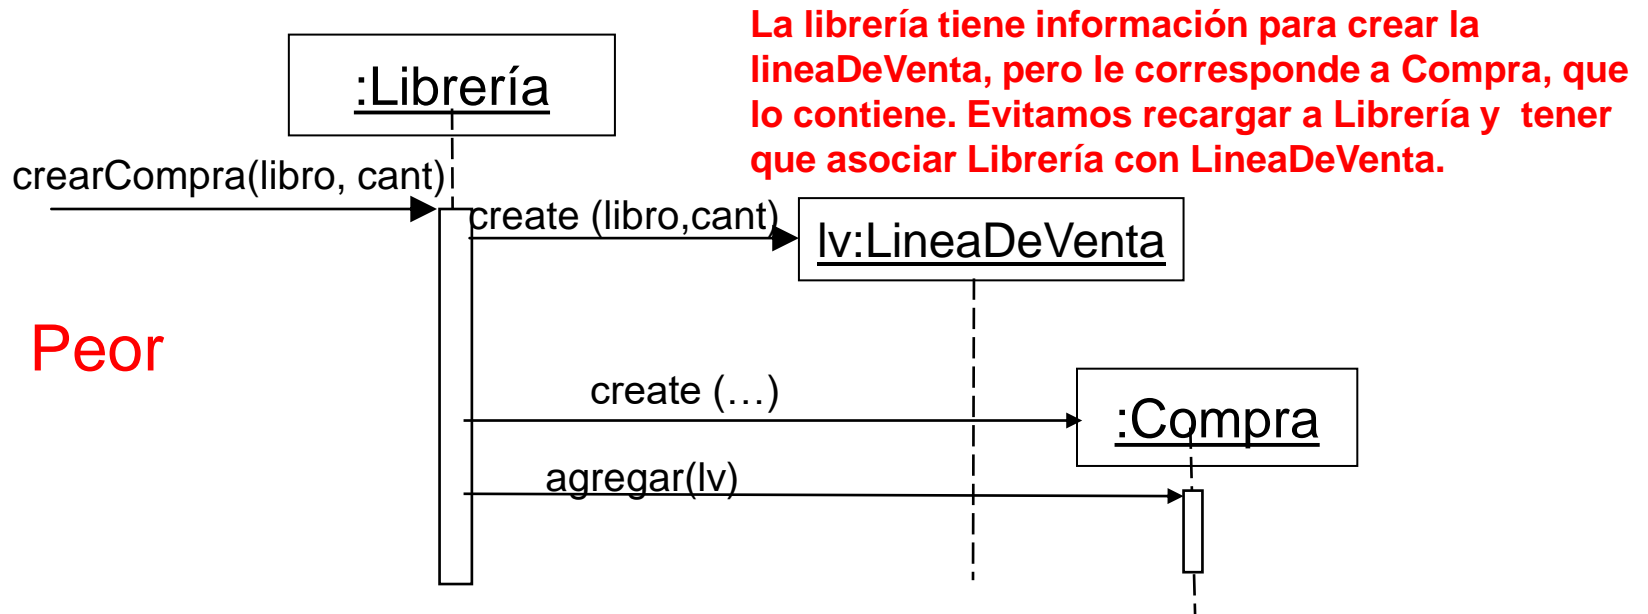 La librería tiene información para crear la
lineaDeVenta, pero le corresponde a Compra, que
lo contiene. Evitamos recargar a Librería y tener
que asociar Librería con LineaDeVenta.
:Librería
crearCompra(libro, cant)
create (libro,cant)
lv:LineaDeVenta
Peor
create (…)
:Compra
agregar(lv)